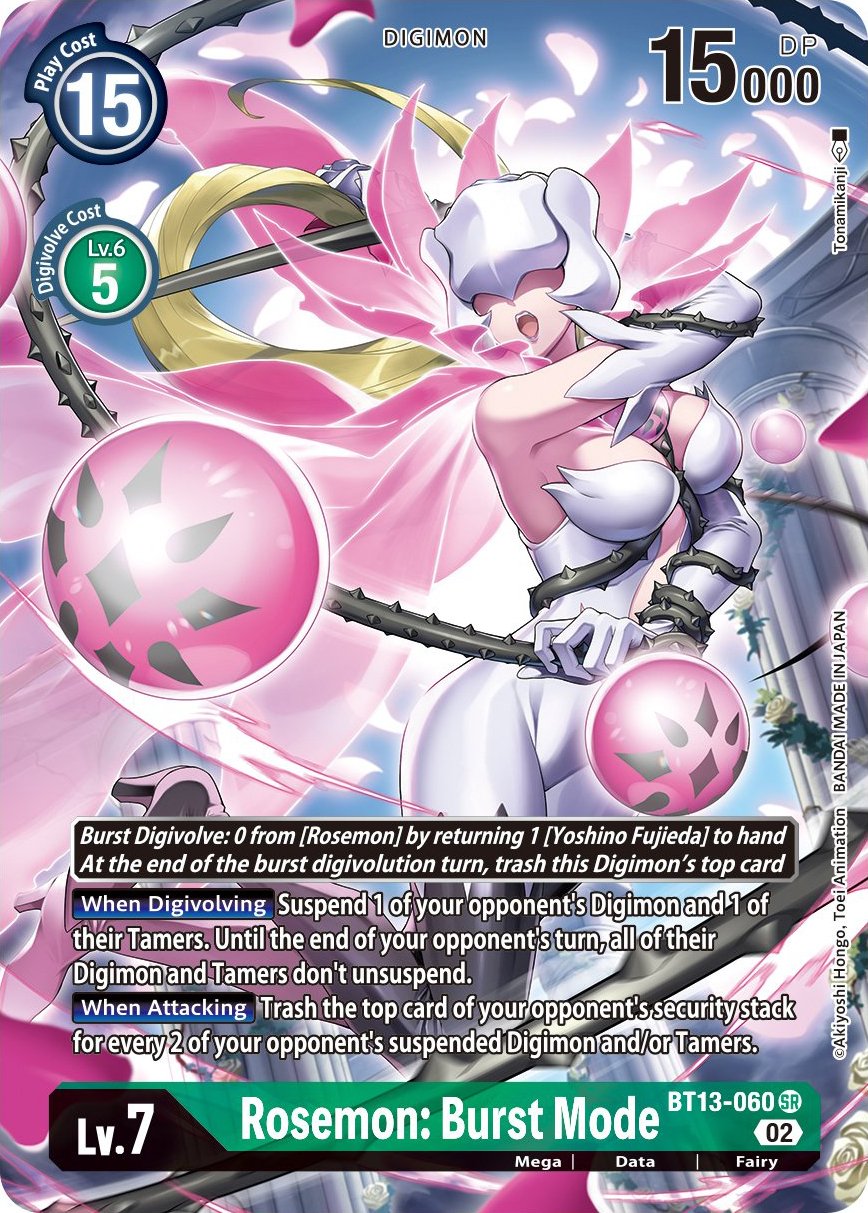 DIGIMON
Play Cost
15
15000
DP
Digivolve Cost
Lv.6
5
Tonamikanji
Burst Digivolve: 0 from [Rosemon] by returning 1 [Yoshino Fujieda] to hand
At the end of the burst digivolution turn, trash this Digimon's top card
When Digivolving Suspend 1 of your opponent's Digimon and 1 of
their Tamers. Until the end of your opponent's turn, all of their
Digimon and Tamers don't unsuspend.
When Attacking Trash the top card of your opponent's security stack
for every 2 of your opponent's suspended Digimon and/or Tamers.
©Akiyoshi Hongo, Toei Animation BANDAI MADE IN JAPAN
Lv.7
Rosemon: Burst Mode
BT13-060 SR
02
Mega | Data | Fairy